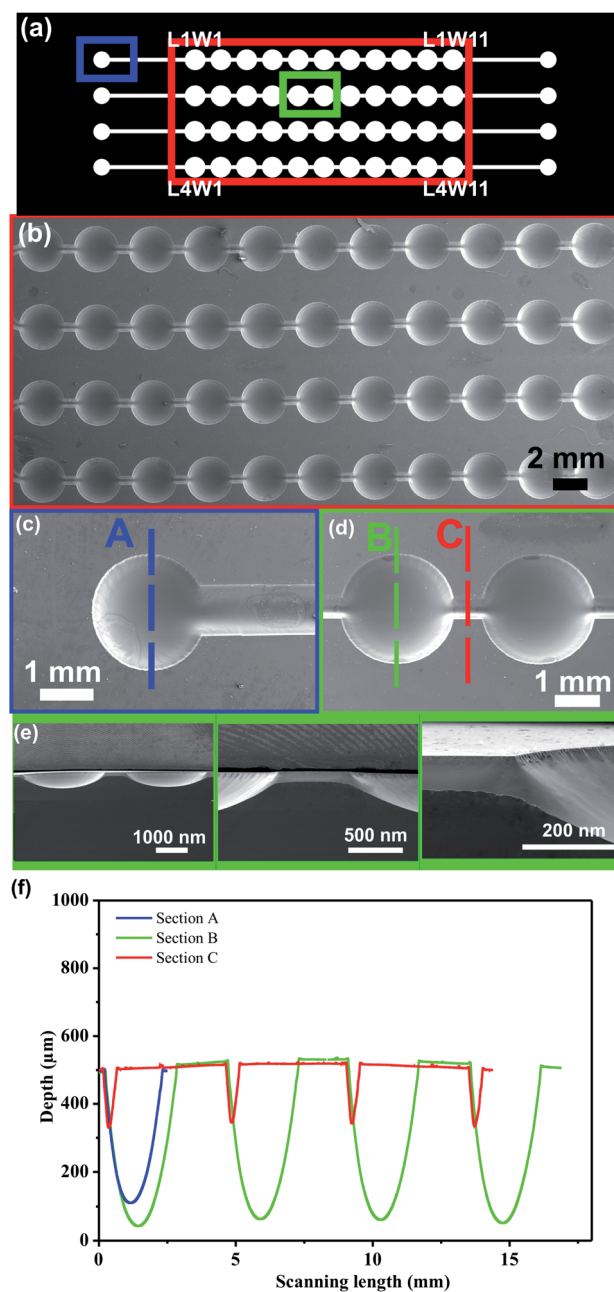 (a)
L1W1 L1W11
L4W1 L4W11
(b)
2 mm
(c)
A
1 mm
(d)
B C
1 mm
(e)
1000 nm
500 nm
200 nm
(f)
1000
800
600
400
200
0
Depth (μm)
Section A
Section B
Section C
0 5 10 15
Scanning length (mm)